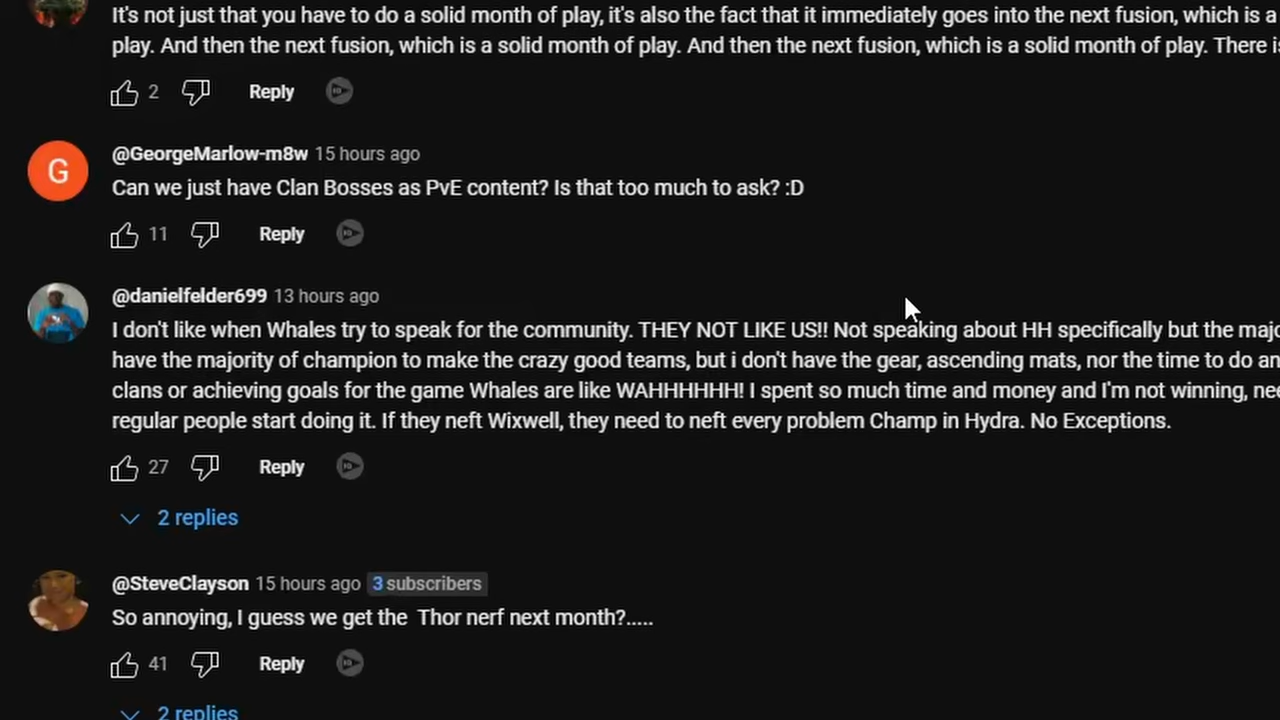 It's not just that you have to do a solid month of play, it's also the fact that it immediately goes into the next fusion, which is a
play. And then the next fusion, which is a solid month of play. And then the next fusion, which is a solid month of play. There is
2 Reply
G
@GeorgeMarlow-m8w 15 hours ago
Can we just have Clan Bosses as PvE content? Is that too much to ask? :D
11 Reply
@danielfelder699 13 hours ago
I don't like when Whales try to speak for the community. THEY NOT LIKE US!! Not speaking about HH specifically but the majo
have the majority of champion to make the crazy good teams, but i don't have the gear, ascending mats, nor the time to do an
clans or achieving goals for the game Whales are like WAHHHHHH! I spent so much time and money and I'm not winning, nee
regular people start doing it. If they neft Wixwell, they need to neft every problem Champ in Hydra. No Exceptions.
27 Reply
2 replies
@SteveClayson 15 hours ago 3 subscribers
So annoying, I guess we get the Thor nerf next month?.....
41 Reply
2 replies